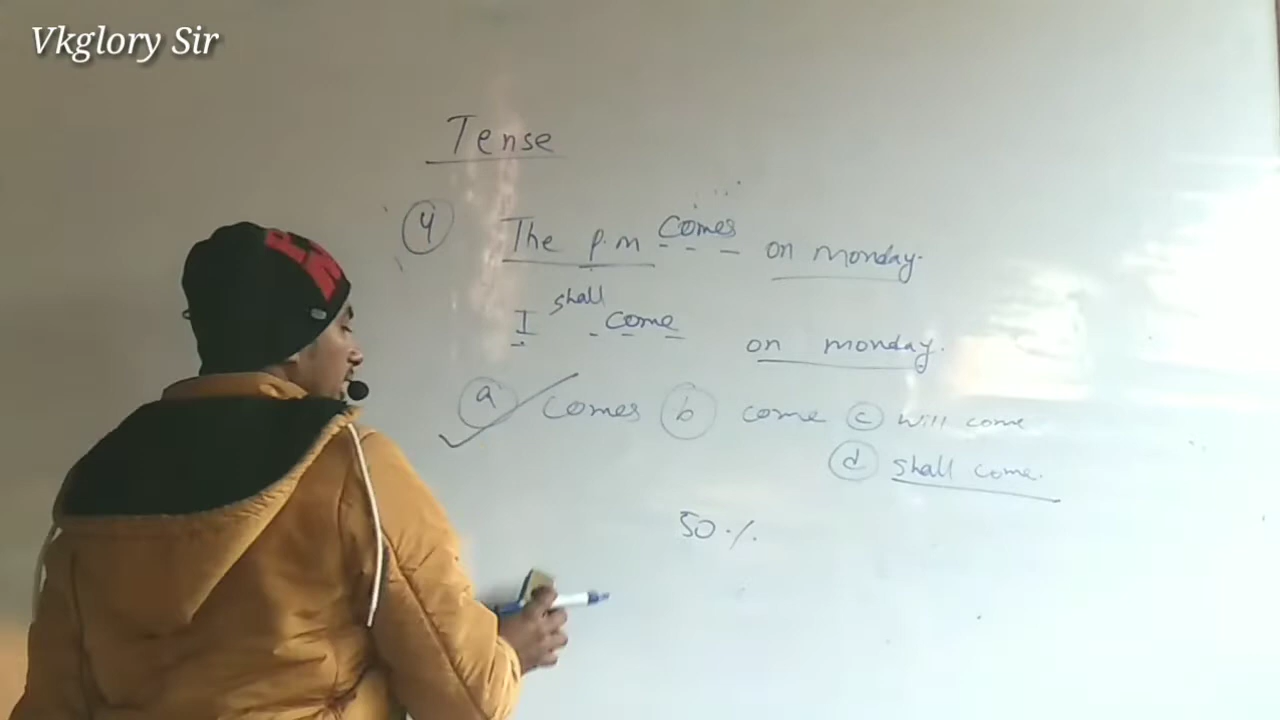 Vkglory Sir
Tense
4 The P.M comes on monday.
I shall come on monday.
a comes b come c will come
d shall come.
50%